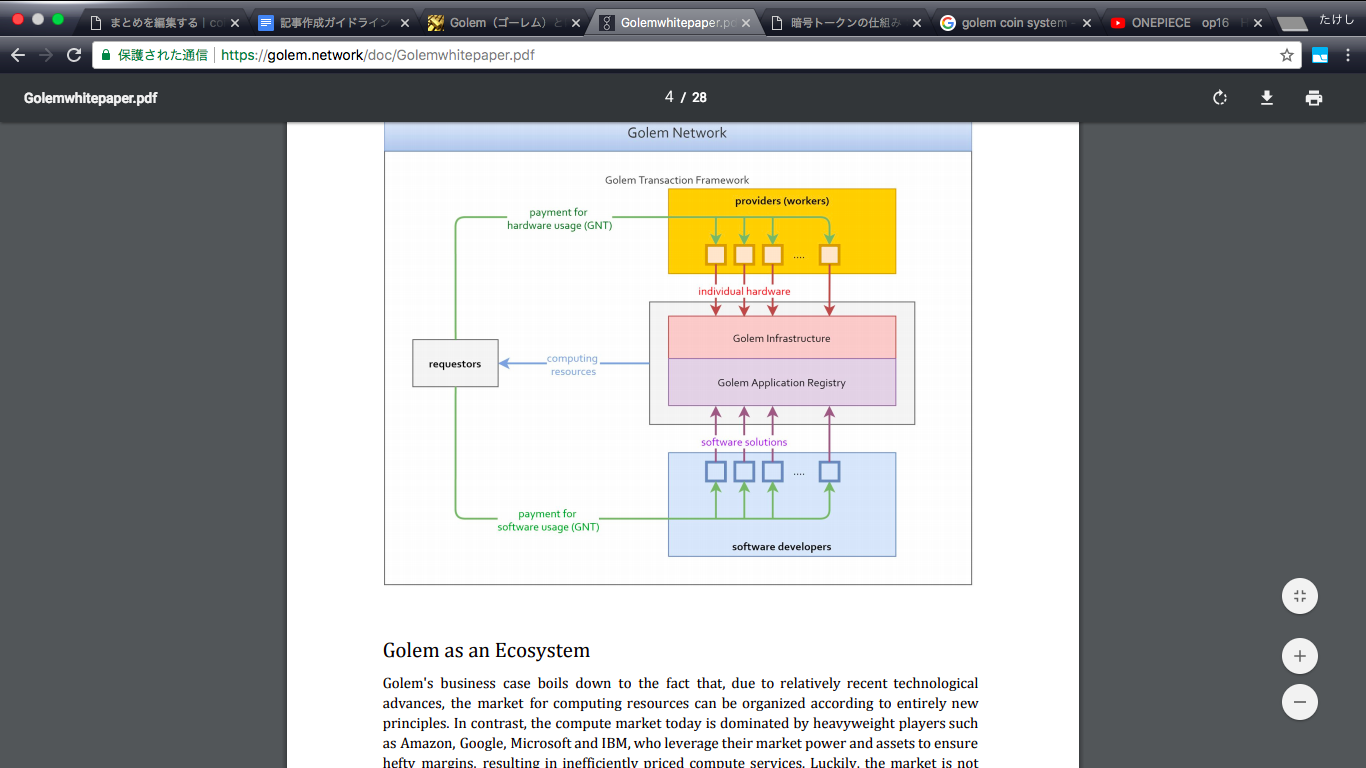 まとめを編集する | co
記事作成ガイドライン
Golem（ゴーレム）と
Golemwhitepaper.p
暗号トークンの仕組み
golem coin system -
ONEPIECE op16
たけし
保護された通信 https://golem.network/doc/Golemwhitepaper.pdf
Golemwhitepaper.pdf
4 / 28
Golem Network
Golem Transaction Framework
providers (workers)
payment for
hardware usage (GNT)
....
individual hardware
Golem Infrastructure
requestors
computing
resources
Golem Application Registry
software solutions
....
payment for
software usage (GNT)
software developers
Golem as an Ecosystem
Golem's business case boils down to the fact that, due to relatively recent technological
advances, the market for computing resources can be organized according to entirely new
principles. In contrast, the compute market today is dominated by heavyweight players such
as Amazon, Google, Microsoft and IBM, who leverage their market power and assets to ensure
hefty margins, resulting in inefficiently priced compute services. Luckily, the market is not